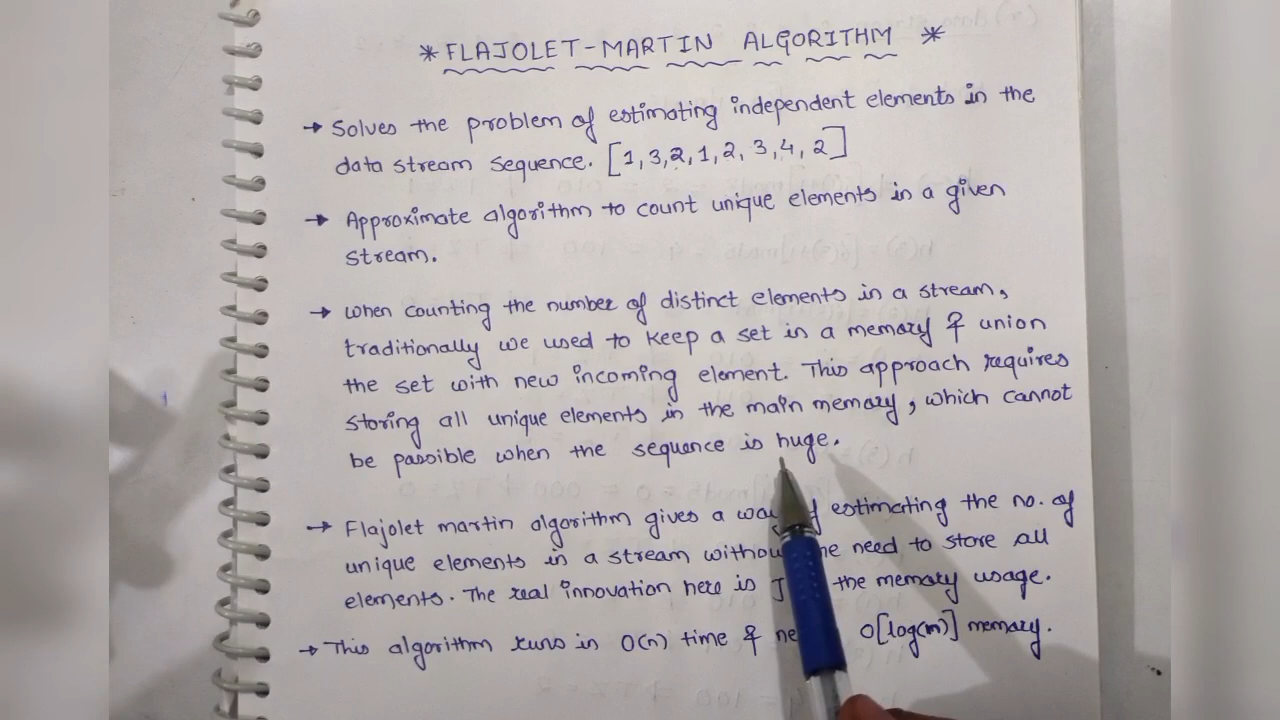 * FLAJOLET-MARTIN ALGORITHM *
→ Solves the problem of estimating independent elements in the
data stream sequence. [1, 3, 2, 1, 2, 3, 4, 2]
→ Approximate algorithm to count unique elements in a given
stream.
→ When counting the number of distinct elements in a stream,
traditionally we used to keep a set in a memory & union
the set with new incoming element. This approach requires
storing all unique elements in the main memory, which cannot
be possible when the sequence is huge.
→ Flajolet martin algorithm gives a way of estimating the no. of
unique elements in a stream without the need to store all
elements. The real innovation here is the memory usage.
→ This algorithm runs in O(n) time & O[log(m)] memory.